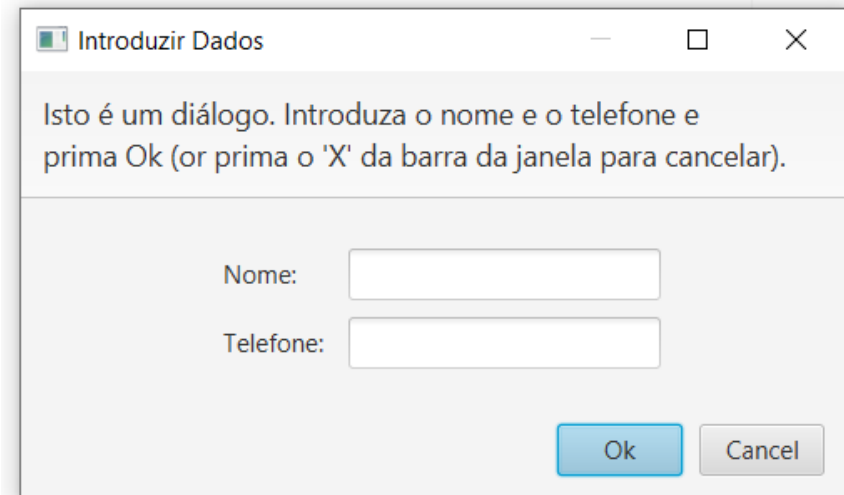 Introduzir Dados
Isto é um diálogo. Introduza o nome e o telefone e
prima Ok (or prima o 'X' da barra da janela para cancelar).
Nome:
Telefone:
Ok Cancel